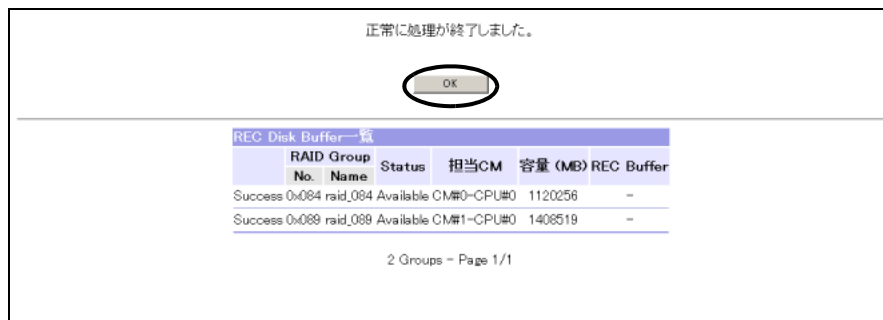 正常に処理が終了しました。
OK
REC Disk Buffer一覧
RAID Group Status 担当CM 容量 (MB) REC Buffer
No. Name
Success 0x084 raid_084 Available CM#0-CPU#0 1120256 -
Success 0x089 raid_089 Available CM#1-CPU#0 1408519 -
2 Groups - Page 1/1